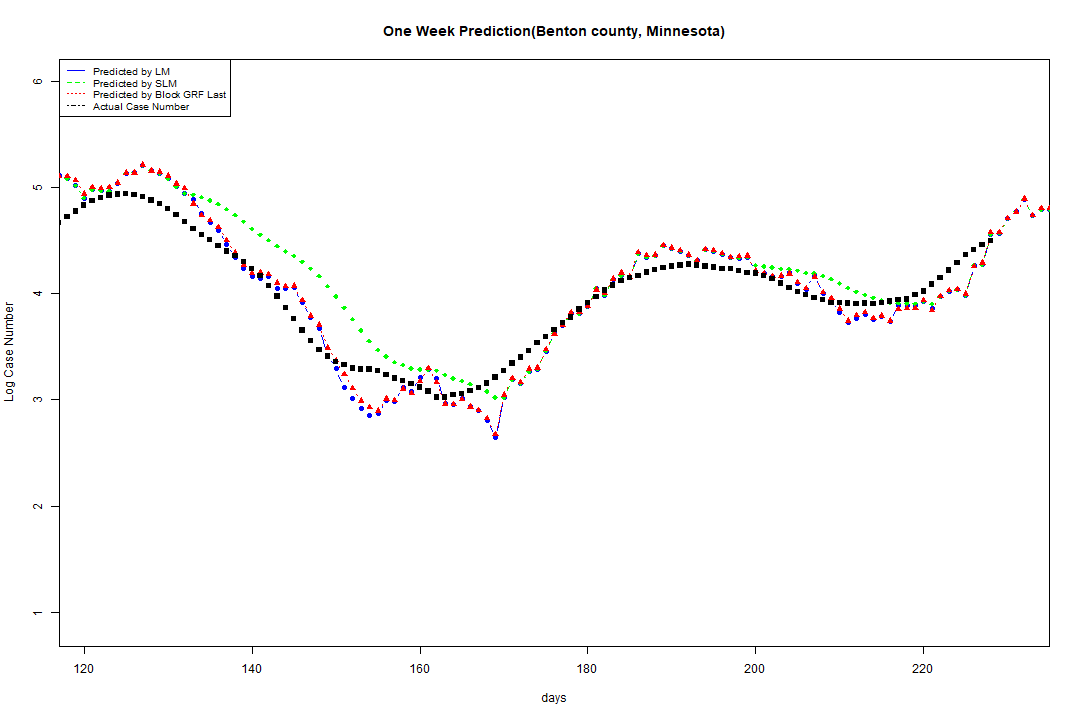 One Week Prediction(Benton county, Minnesota)
Predicted by LM
Predicted by SLM
Predicted by Block GRF Last
Actual Case Number
6
5
4
3
2
1
Log Case Number
120 140 160 180 200 220
days